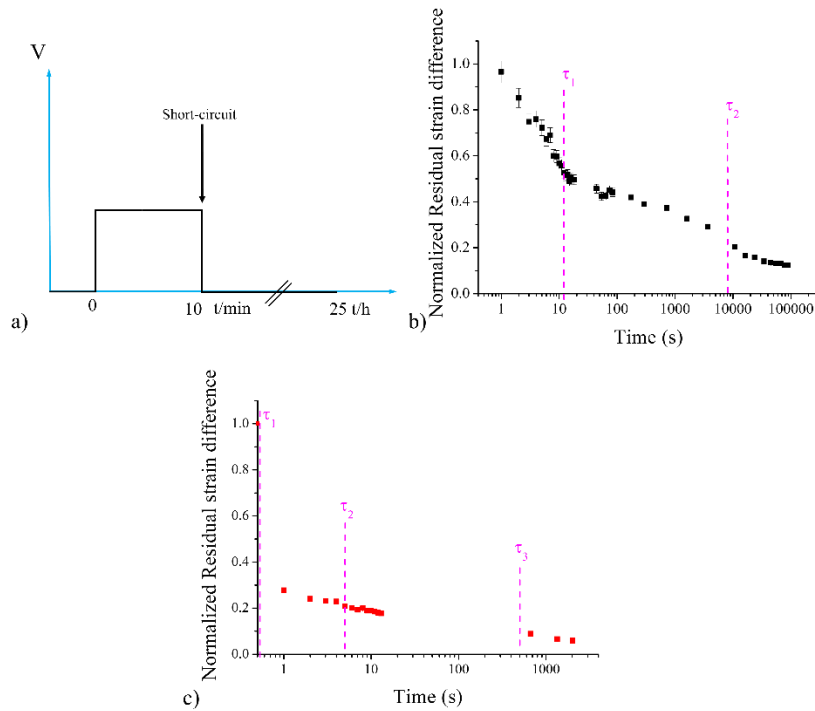 V
Short-circuit
0
10
t/min
25 t/h
a)
Normalized Residual strain difference
1.0
0.8
0.6
0.4
0.2
0.0
τ1
τ2
1
10
100
1000
10000
100000
Time (s)
b)
Normalized Residual strain difference
1.0
0.8
0.6
0.4
0.2
0.0
τ1
τ2
τ3
1
10
100
1000
Time (s)
c)